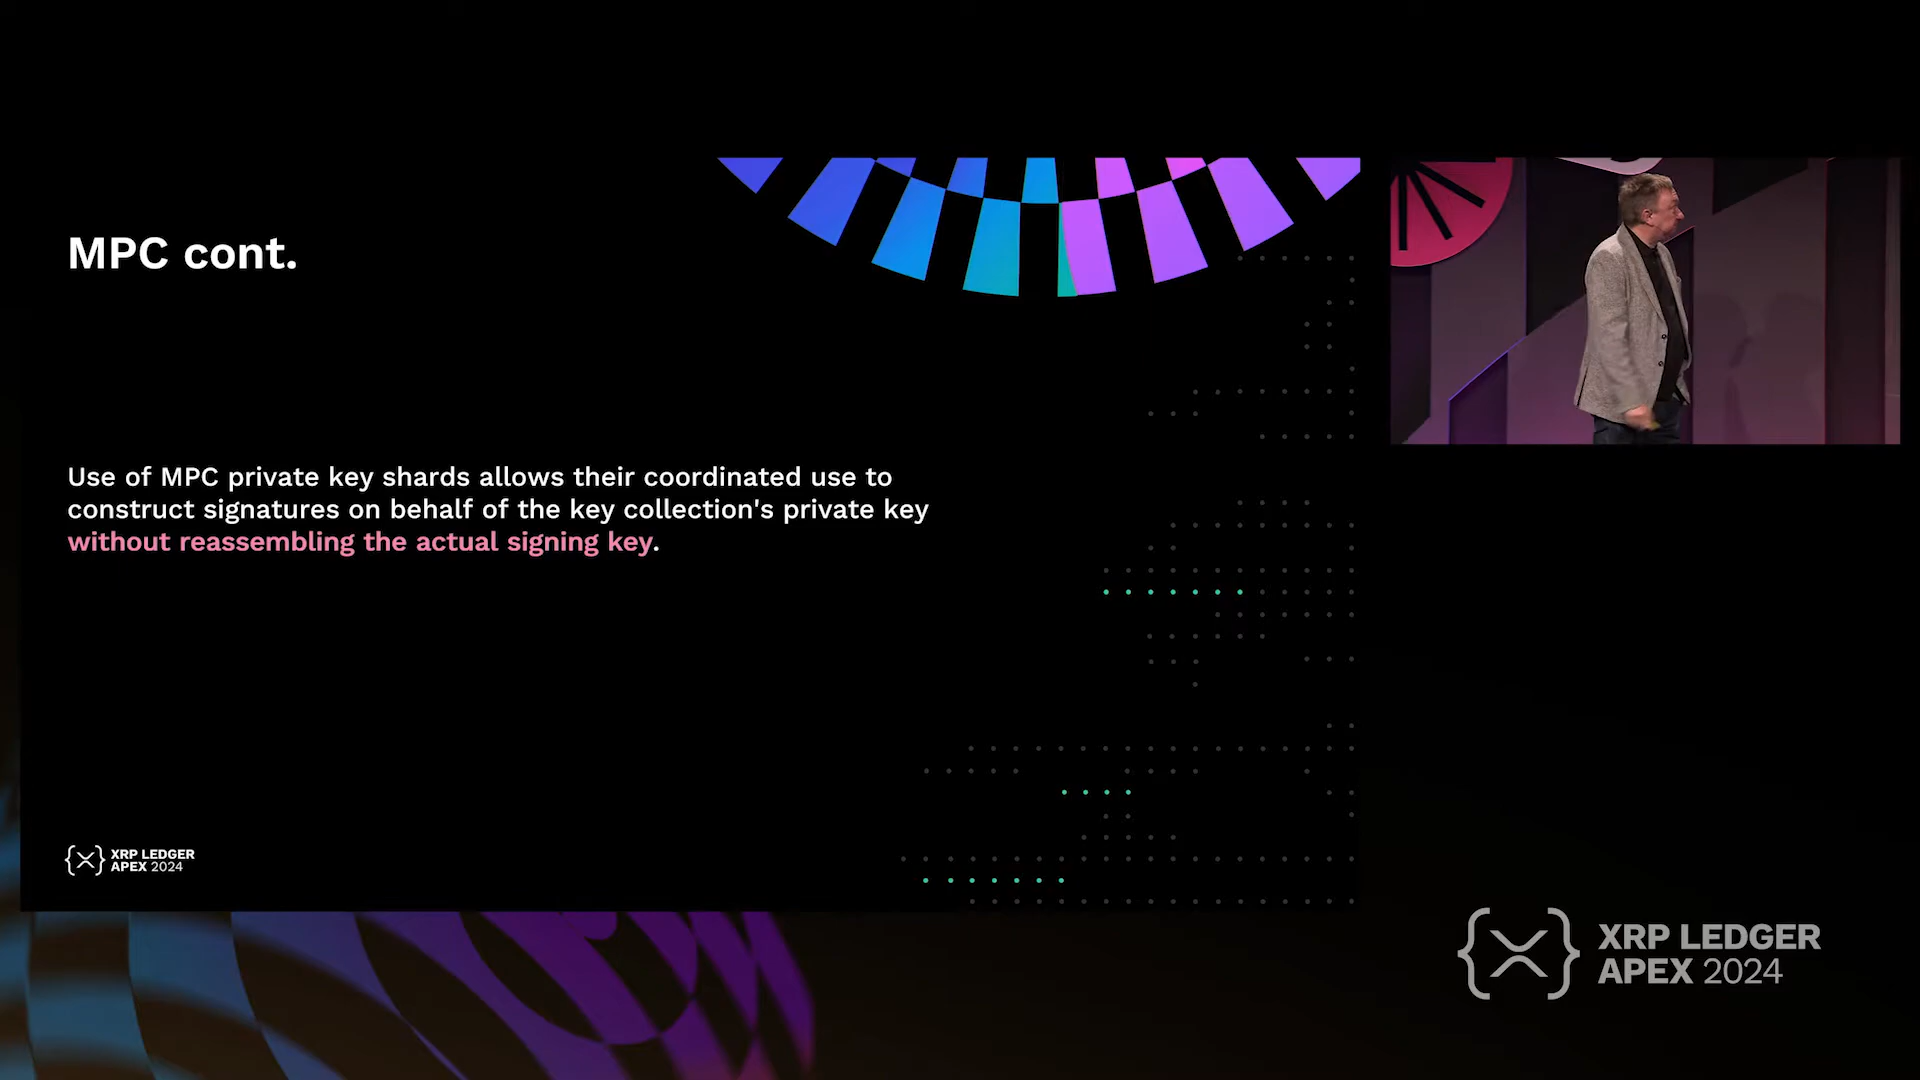 MPC cont.
Use of MPC private key shards allows their coordinated use to
construct signatures on behalf of the key collection's private key
without reassembling the actual signing key.
XRP LEDGER
APEX 2024
XRP LEDGER
APEX 2024